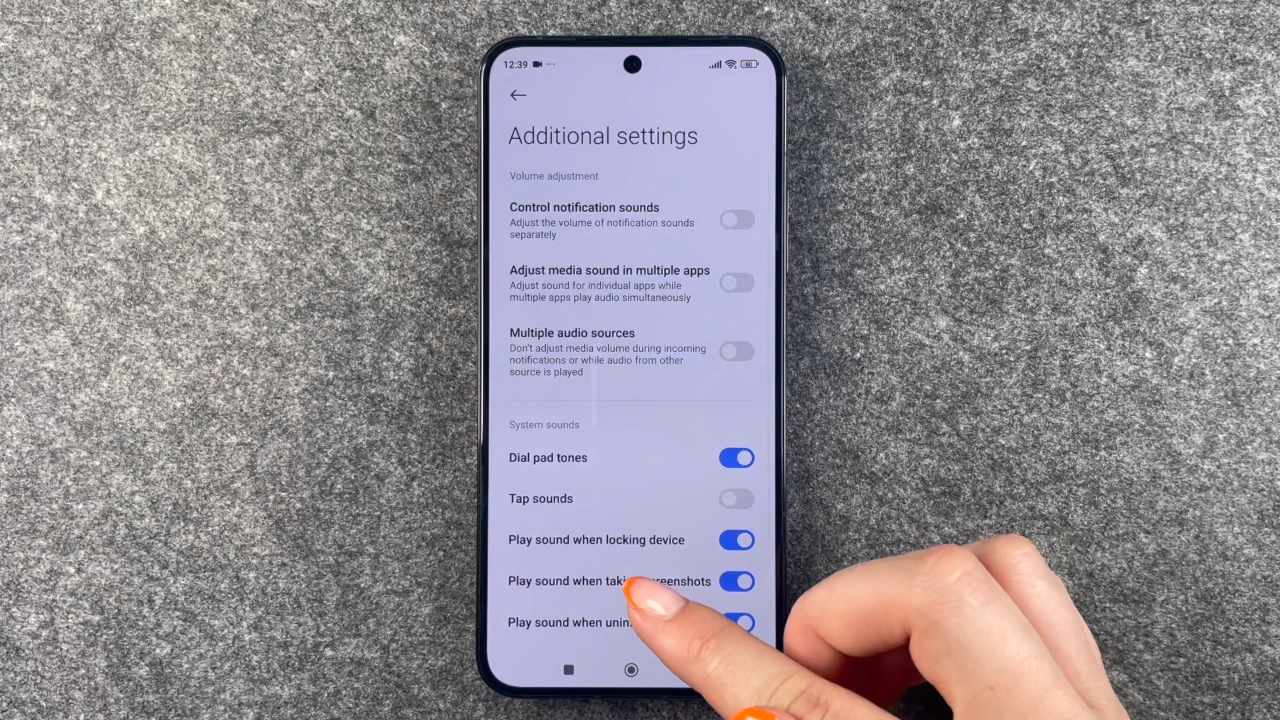 12:39
60
Additional settings
Volume adjustment
Control notification sounds
Adjust the volume of notification sounds
separately
Adjust media sound in multiple apps
Adjust sound for individual apps while
multiple apps play audio simultaneously
Multiple audio sources
Don't adjust media volume during incoming
notifications or while audio from other
source is played
System sounds
Dial pad tones
Tap sounds
Play sound when locking device
Play sound when
Play sound when